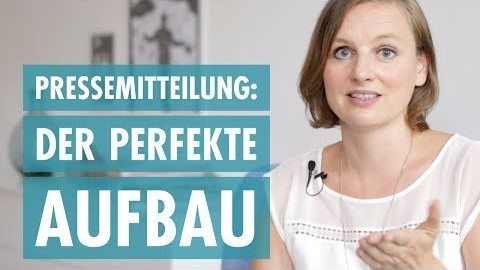 PRESSEMITTEILUNG:
DER PERFEKTE
AUFBAU